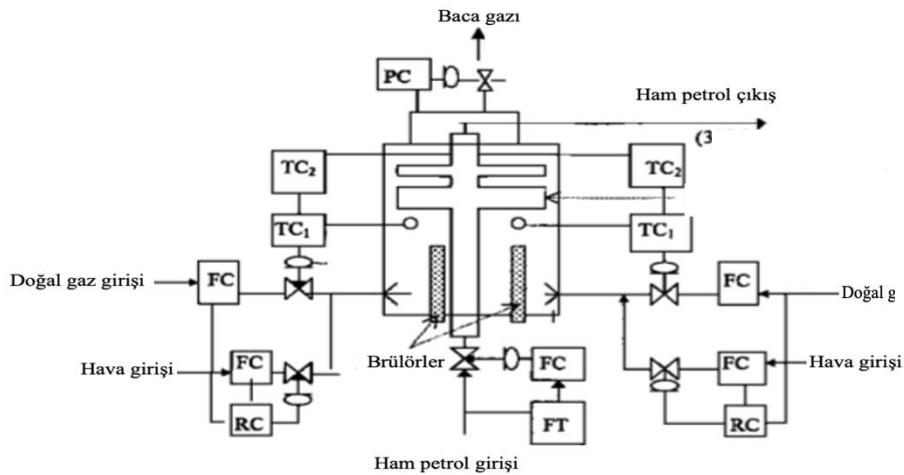 Baca gazı
PC
Ham petrol çıkış
(3
TC₂
TC₂
TC₁
TC₁
Doğal gaz girişi
FC
FC
Doğal g
Hava girişi
FC
Brülörler
FC
FC
Hava girişi
RC
FT
RC
Ham petrol girişi